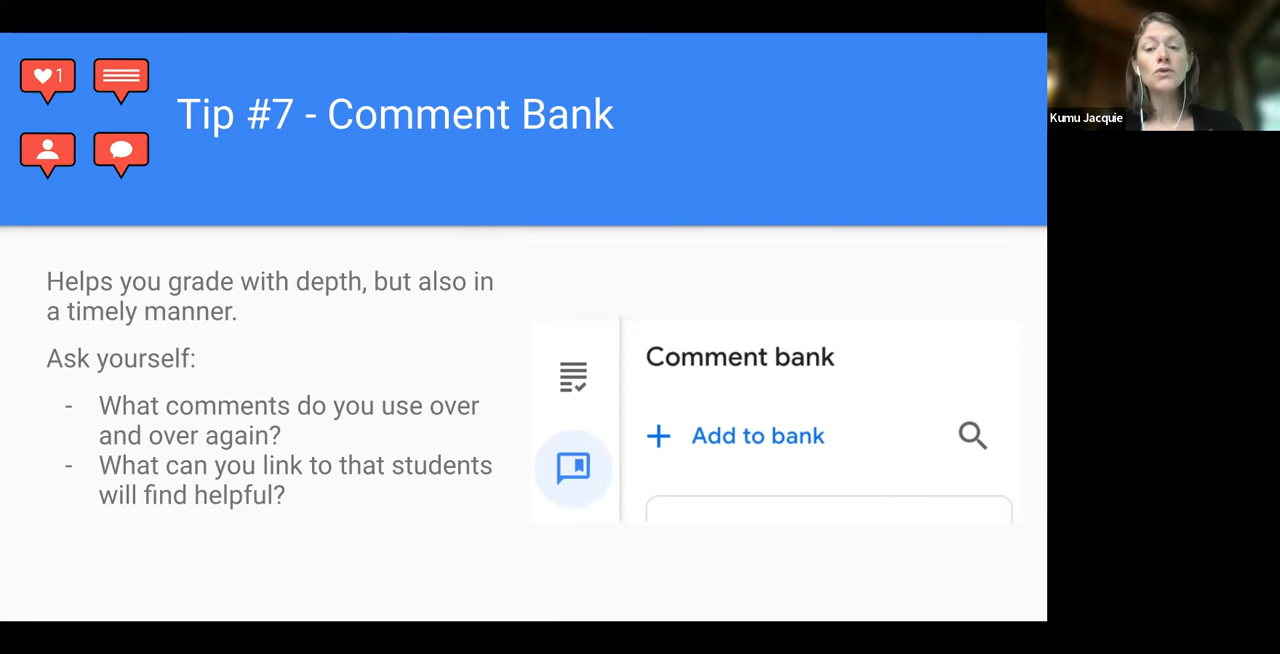 1
Tip #7 - Comment Bank
Kumu Jacquie
Helps you grade with depth, but also in
a timely manner.
Ask yourself:
- What comments do you use over
and over again?
- What can you link to that students
will find helpful?
Comment bank
+ Add to bank